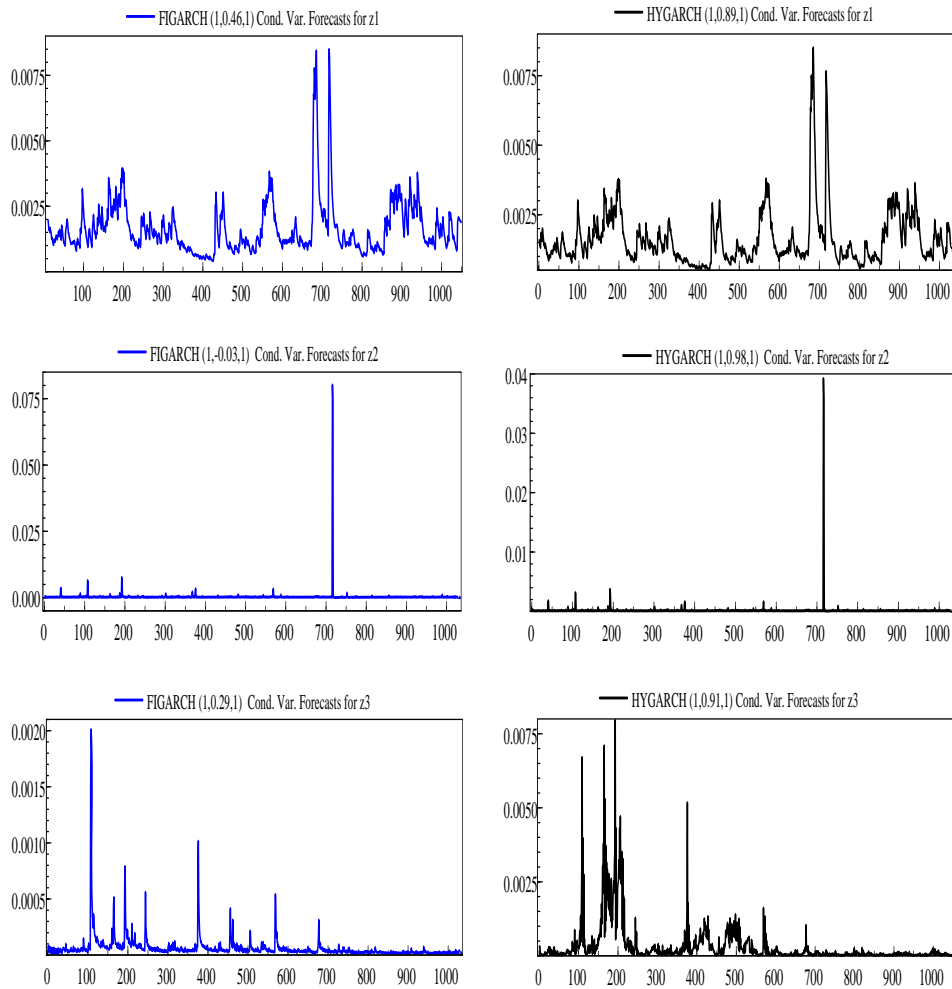 FIGARCH (1,0.46,1) Cond. Var. Forecasts for z1
0.0075
0.0050
0.0025
100 200 300 400 500 600 700 800 900 1000
HYGARCH (1,0.89,1) Cond. Var. Forecasts for z1
0.0075
0.0050
0.0025
0 100 200 300 400 500 600 700 800 900 1000
FIGARCH (1,-0.03,1) Cond. Var. Forecasts for z2
0.075
0.050
0.025
0.000
0 100 200 300 400 500 600 700 800 900 1000
HYGARCH (1,0.98,1) Cond. Var. Forecasts for z2
0.04
0.03
0.02
0.01
0 100 200 300 400 500 600 700 800 900 1000
FIGARCH (1,0.29,1) Cond. Var. Forecasts for z3
0.0020
0.0015
0.0010
0.0005
0 100 200 300 400 500 600 700 800 900 1000
HYGARCH (1,0.91,1) Cond. Var. Forecasts for z3
0.0075
0.0050
0.0025
0 100 200 300 400 500 600 700 800 900 1000